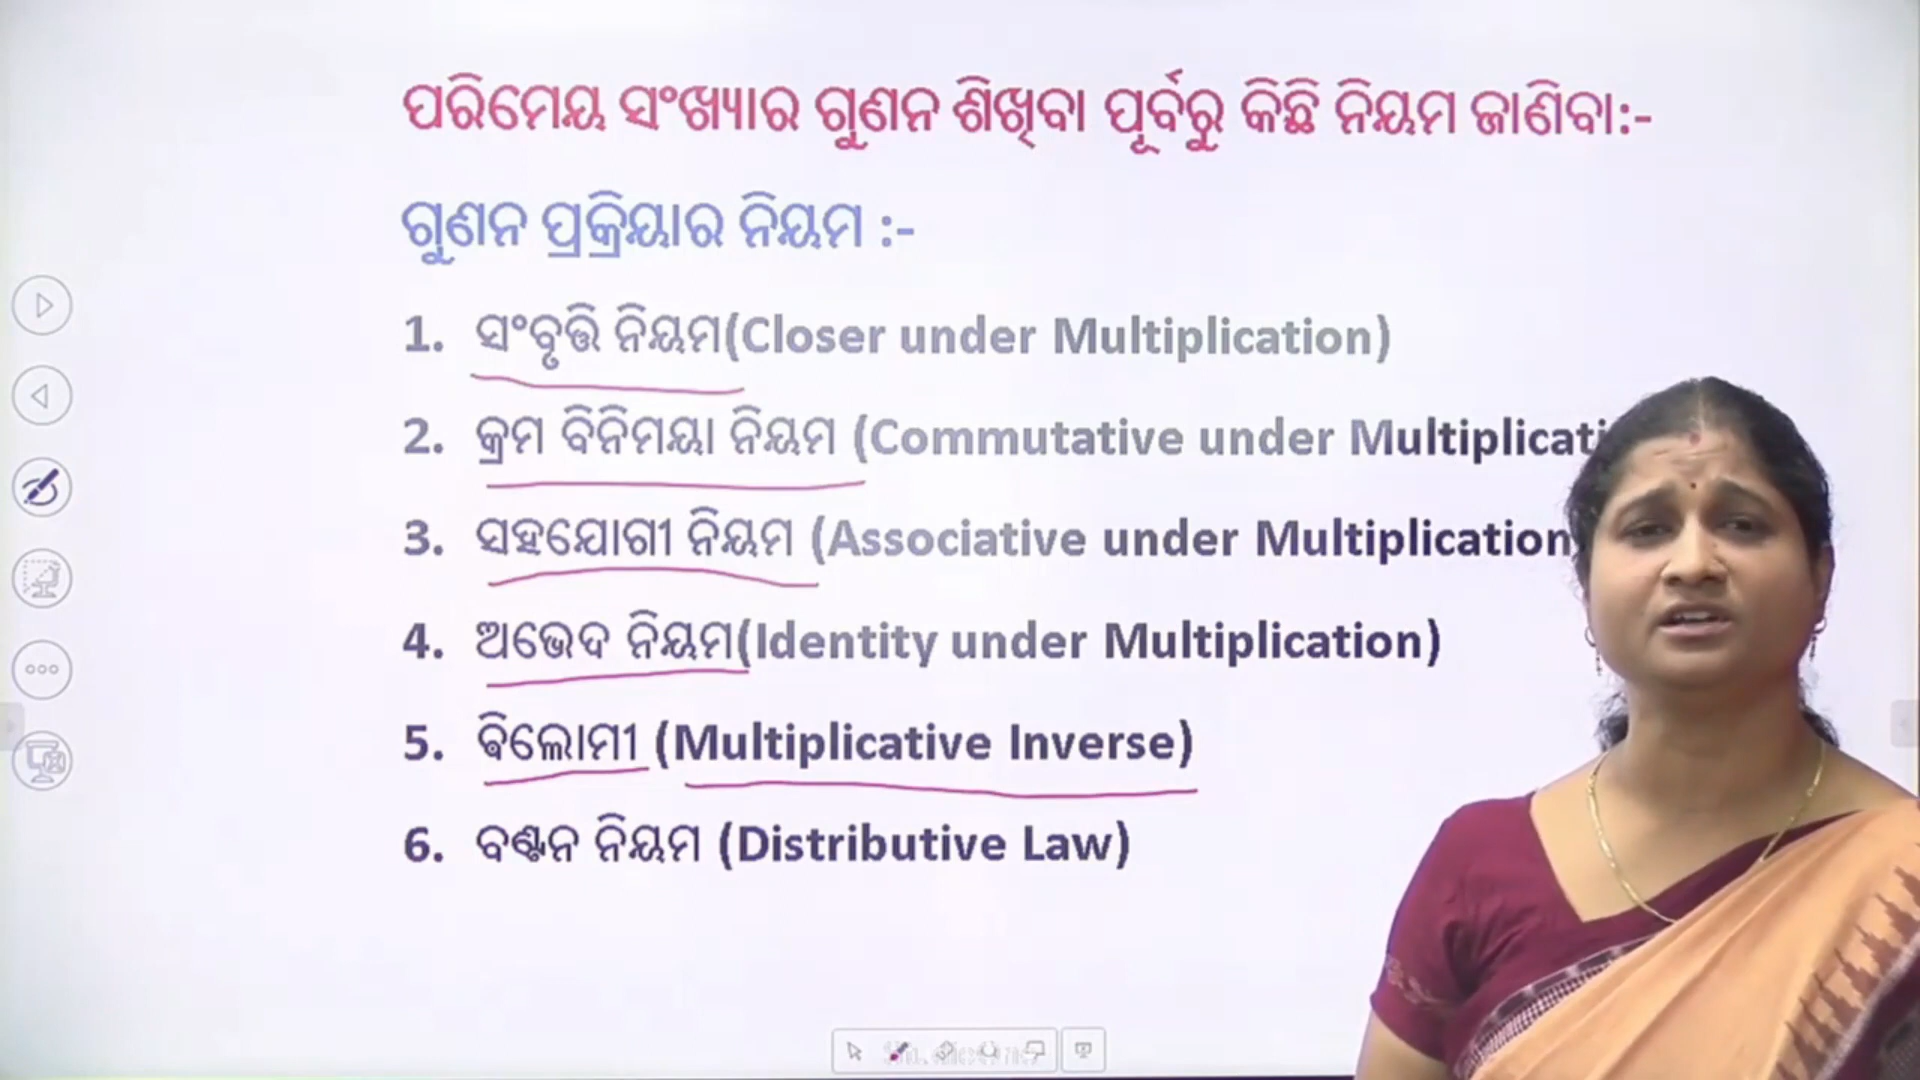 ପରିମେୟ ସଂଖ୍ୟାର ଗୁଣନ ଶିଖିବା ପୂର୍ବରୁ କିଛି ନିୟମ ଜାଣିବା:-
ଗୁଣନ ପ୍ରକ୍ରିୟାର ନିୟମ :-
1. ସଂବୃତ୍ତି ନିୟମ(Closer under Multiplication)
2. କ୍ରମ ବିନିମୟା ନିୟମ (Commutative under Multiplicati
3. ସହଯୋଗୀ ନିୟମ (Associative under Multiplication
4. ଅଭେଦ ନିୟମ(Identity under Multiplication)
5. ଵିଲୋମୀ (Multiplicative Inverse)
6. ବଣ୍ଟନ ନିୟମ (Distributive Law)